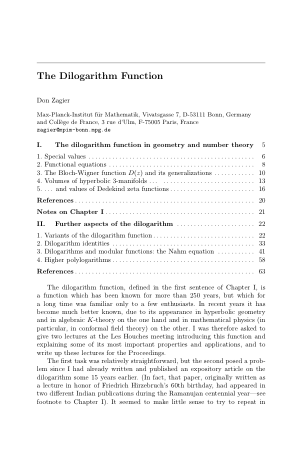 The Dilogarithm Function
Don Zagier
Max-Planck-Institut für Mathematik, Vivatsgasse 7, D-53111 Bonn, Germany
and Collège de France, 3 rue d'Ulm, F-75005 Paris, France
zagier@mpim-bonn.mpg.de
I. The dilogarithm function in geometry and number theory 5
1. Special values 6
2. Functional equations 8
3. The Bloch-Wigner function D(z) and its generalizations 10
4. Volumes of hyperbolic 3-manifolds 13
5. ... and values of Dedekind zeta functions 16
References 20
Notes on Chapter I 21
II. Further aspects of the dilogarithm 22
1. Variants of the dilogarithm function 22
2. Dilogarithm identities 33
3. Dilogarithms and modular functions: the Nahm equation 41
4. Higher polylogarithms 58
References 63
The dilogarithm function, defined in the first sentence of Chapter I, is
a function which has been known for more than 250 years, but which for
a long time was familiar only to a few enthusiasts. In recent years it has
become much better known, due to its appearance in hyperbolic geometry
and in algebraic K-theory on the one hand and in mathematical physics (in
particular, in conformal field theory) on the other. I was therefore asked to
give two lectures at the Les Houches meeting introducing this function and
explaining some of its most important properties and applications, and to
write up these lectures for the Proceedings.
The first task was relatively straightforward, but the second posed a prob-
lem since I had already written and published an expository article on the
dilogarithm some 15 years earlier. (In fact, that paper, originally written as
a lecture in honor of Friedrich Hirzebruch's 60th birthday, had appeared in
two different Indian publications during the Ramanujan centennial year—see
footnote to Chapter I). It seemed to make little sense to try to repeat in